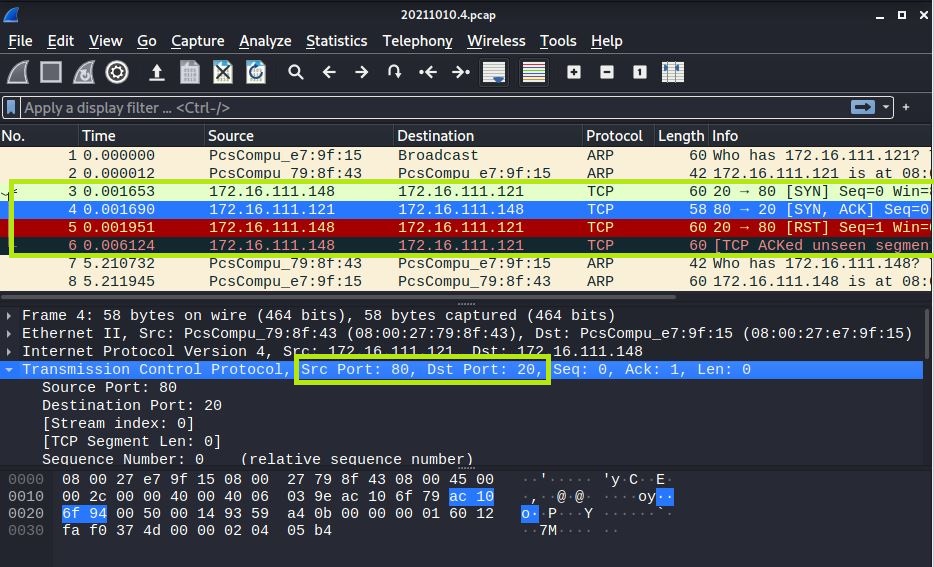 20211010.4.pcap
File Edit View Go Capture Analyze Statistics Telephony Wireless Tools Help
Apply a display filter ... <Ctrl-/>
No. Time Source Destination Protocol Length Info
1 0.000000 PcsCompu_e7:9f:15 Broadcast ARP 60 Who has 172.16.111.121?
2 0.000012 PcsCompu_79:8f:43 PcsCompu_e7:9f:15 ARP 42 172.16.111.121 is at 08:
3 0.001653 172.16.111.148 172.16.111.121 TCP 60 20 → 80 [SYN] Seq=0 Win=
4 0.001690 172.16.111.121 172.16.111.148 TCP 58 80 → 20 [SYN, ACK] Seq=0
5 0.001951 172.16.111.148 172.16.111.121 TCP 60 20 → 80 [RST] Seq=1 Win=
6 0.006124 172.16.111.148 172.16.111.121 TCP 60 [TCP ACKed unseen segmen
7 5.210732 PcsCompu_79:8f:43 PcsCompu_e7:9f:15 ARP 42 Who has 172.16.111.148?
8 5.211945 PcsCompu_e7:9f:15 PcsCompu_79:8f:43 ARP 60 172.16.111.148 is at 08:
Frame 4: 58 bytes on wire (464 bits), 58 bytes captured (464 bits)
Ethernet II, Src: PcsCompu_79:8f:43 (08:00:27:79:8f:43), Dst: PcsCompu_e7:9f:15 (08:00:27:e7:9f:15)
Internet Protocol Version 4, Src: 172.16.111.121, Dst: 172.16.111.148
Transmission Control Protocol, Src Port: 80, Dst Port: 20, Seq: 0, Ack: 1, Len: 0
Source Port: 80
Destination Port: 20
[Stream index: 0]
[TCP Segment Len: 0]
Sequence Number: 0 (relative sequence number)
0000 08 00 27 e7 9f 15 08 00 27 79 8f 43 08 00 45 00 ··'····· 'y·C··E·
0010 00 2c 00 00 40 00 40 06 03 9e ac 10 6f 79 ac 10 ·,··@·@· ····oy··
0020 6f 94 00 50 00 14 93 59 a4 0b 00 00 00 01 60 12 o··P···Y ······`·
0030 fa f0 37 4d 00 00 02 04 05 b4 ··7M···· ··